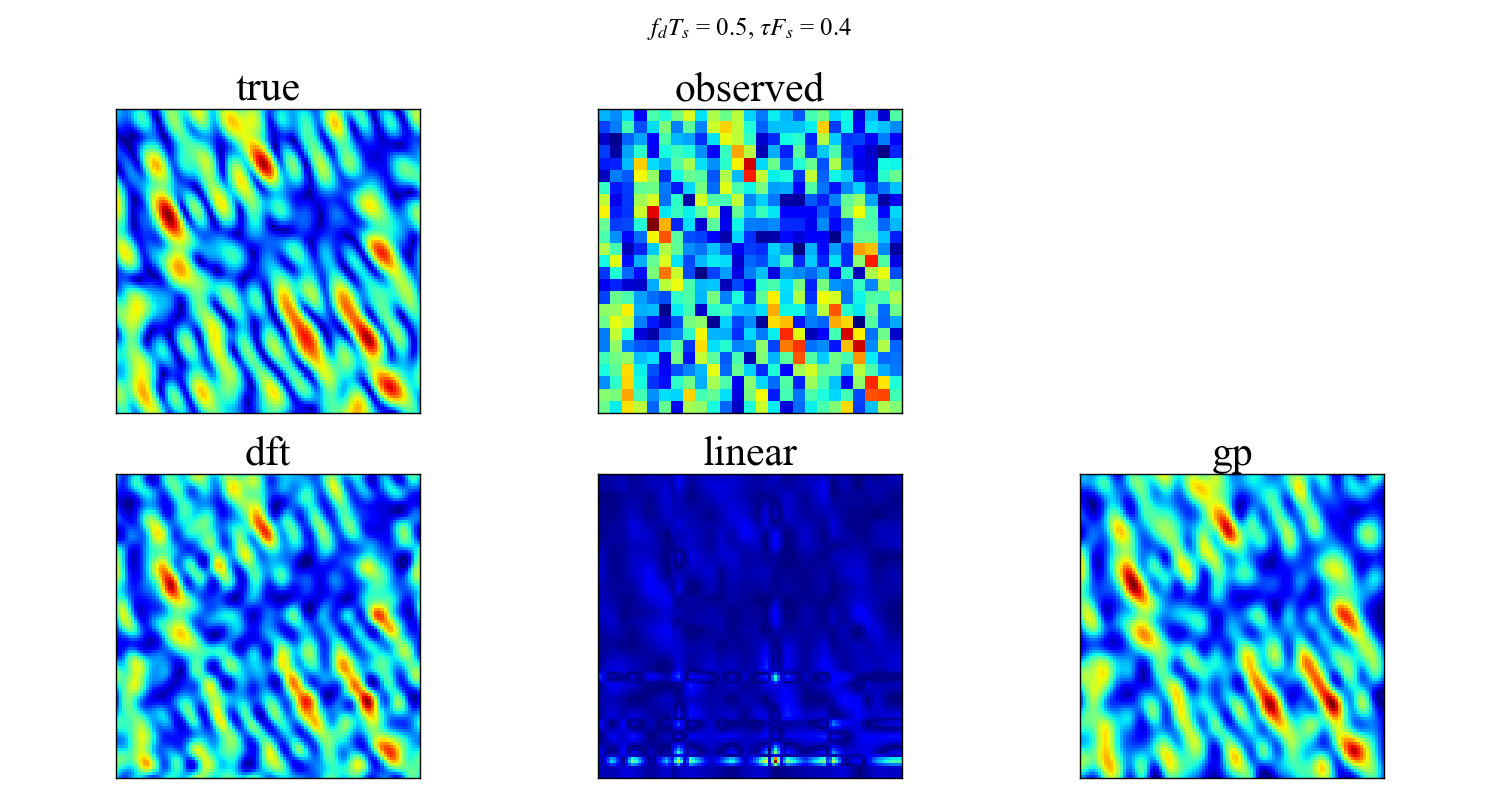 f_dT_s = 0.5, τF_s = 0.4
true
observed
dft
linear
gp